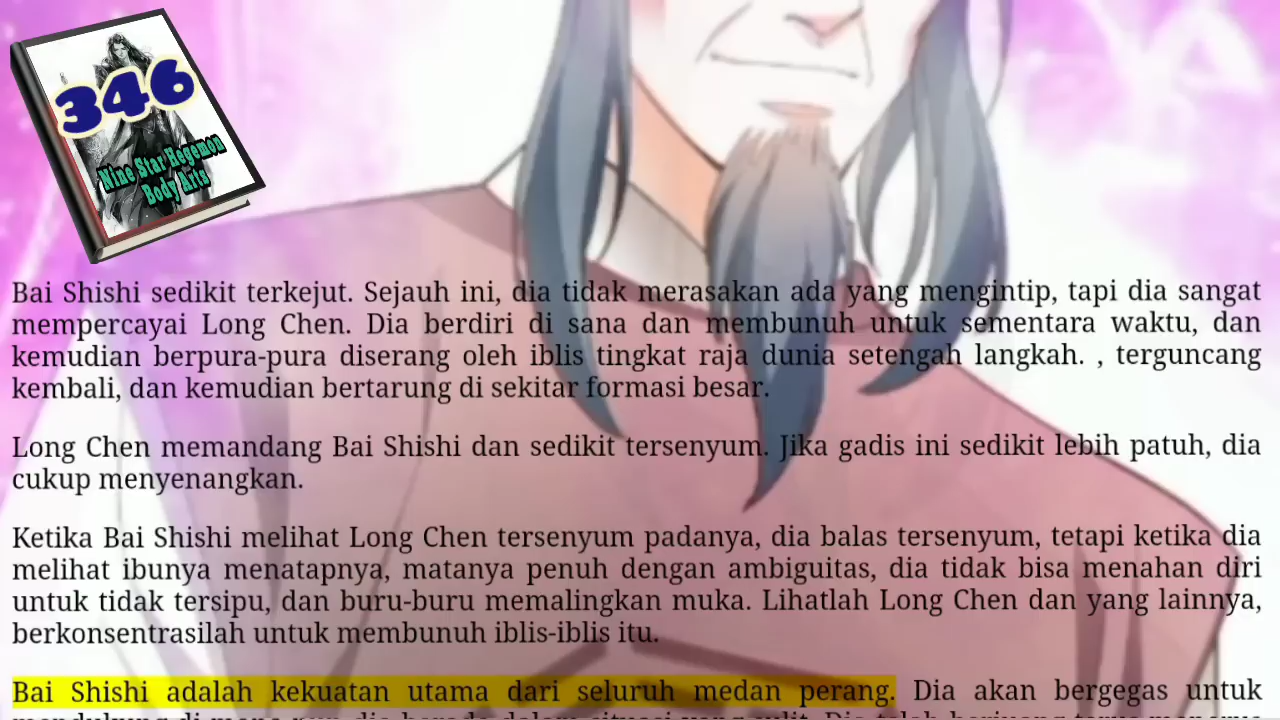 346
Nine Star Hegemon
Body Arts
Bai Shishi sedikit terkejut. Sejauh ini, dia tidak merasakan ada yang mengintip, tapi dia sangat
mempercayai Long Chen. Dia berdiri di sana dan membunuh untuk sementara waktu, dan
kemudian berpura-pura diserang oleh iblis tingkat raja dunia setengah langkah. , terguncang
kembali, dan kemudian bertarung di sekitar formasi besar.
Long Chen memandang Bai Shishi dan sedikit tersenyum. Jika gadis ini sedikit lebih patuh, dia
cukup menyenangkan.
Ketika Bai Shishi melihat Long Chen tersenyum padanya, dia balas tersenyum, tetapi ketika dia
melihat ibunya menatapnya, matanya penuh dengan ambiguitas, dia tidak bisa menahan diri
untuk tidak tersipu, dan buru-buru memalingkan muka. Lihatlah Long Chen dan yang lainnya,
berkonsentrasilah untuk membunuh iblis-iblis itu.
Bai Shishi adalah kekuatan utama dari seluruh medan perang. Dia akan bergegas untuk